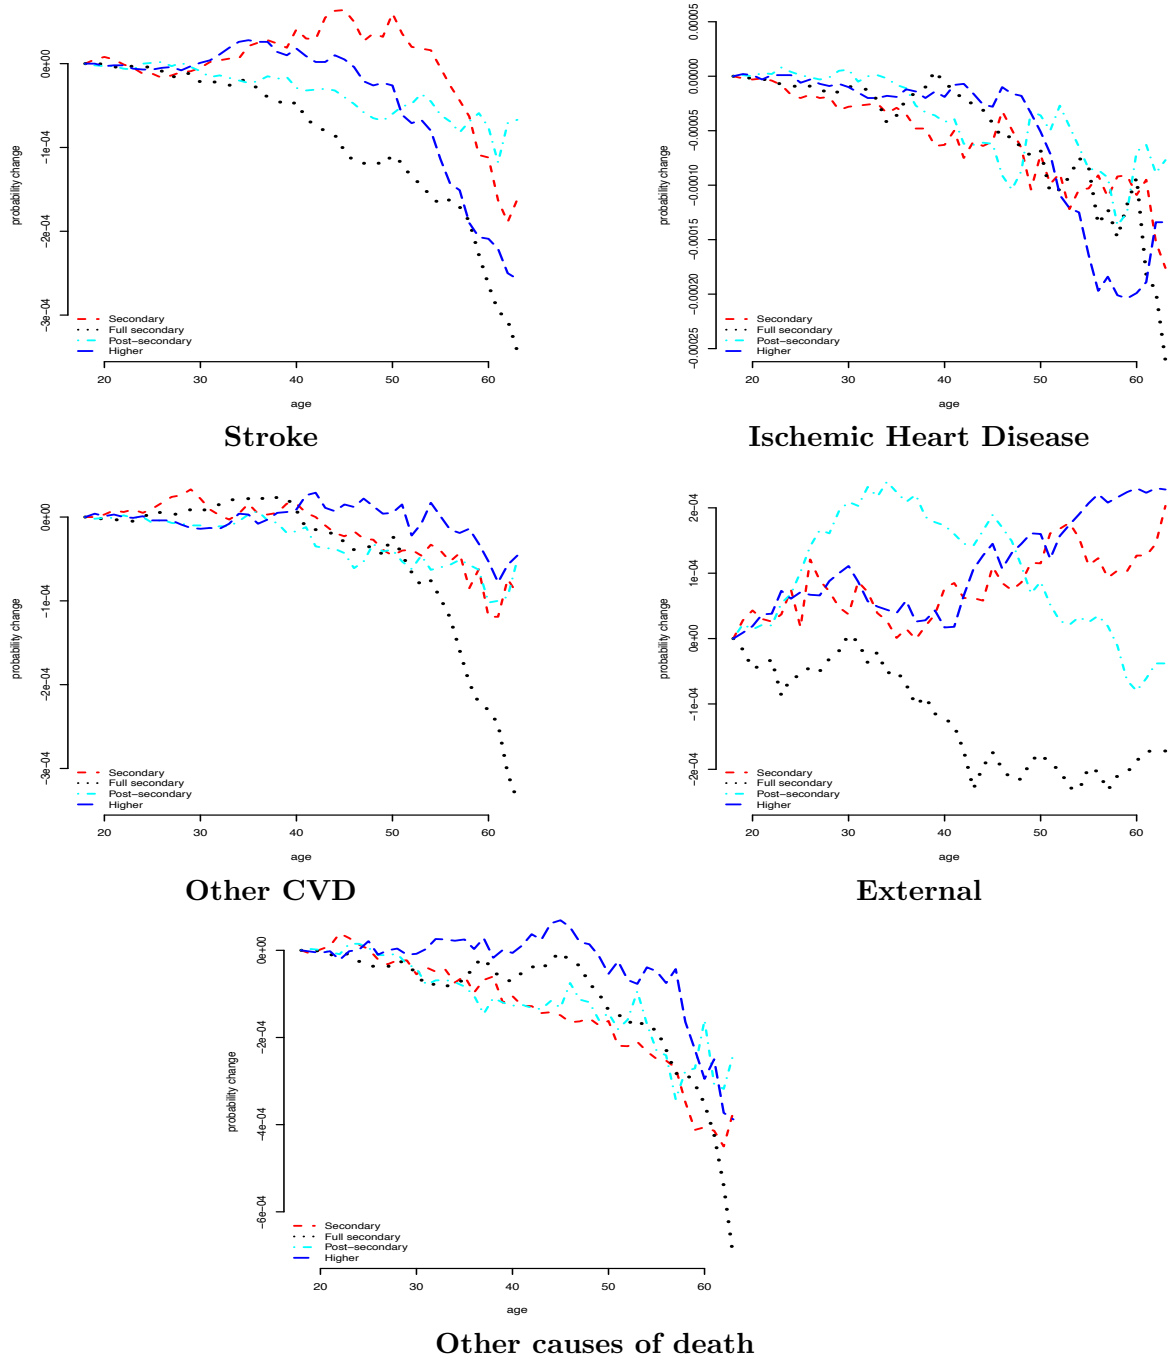 0e+00
−1e−04
−2e−04
−3e−04
probability change
Secondary
Full secondary
Post−secondary
Higher
20 30 40 50 60
age
Stroke
0.00005
0.00000
−0.00005
−0.00010
−0.00015
−0.00020
−0.00025
probability change
Secondary
Full secondary
Post−secondary
Higher
20 30 40 50 60
age
Ischemic Heart Disease
0e+00
−1e−04
−2e−04
−3e−04
probability change
Secondary
Full secondary
Post−secondary
Higher
20 30 40 50 60
age
Other CVD
2e−04
1e−04
0e+00
−1e−04
−2e−04
probability change
Secondary
Full secondary
Post−secondary
Higher
20 30 40 50 60
age
External
0e+00
−2e−04
−4e−04
−6e−04
probability change
Secondary
Full secondary
Post−secondary
Higher
20 30 40 50 60
age
Other causes of death